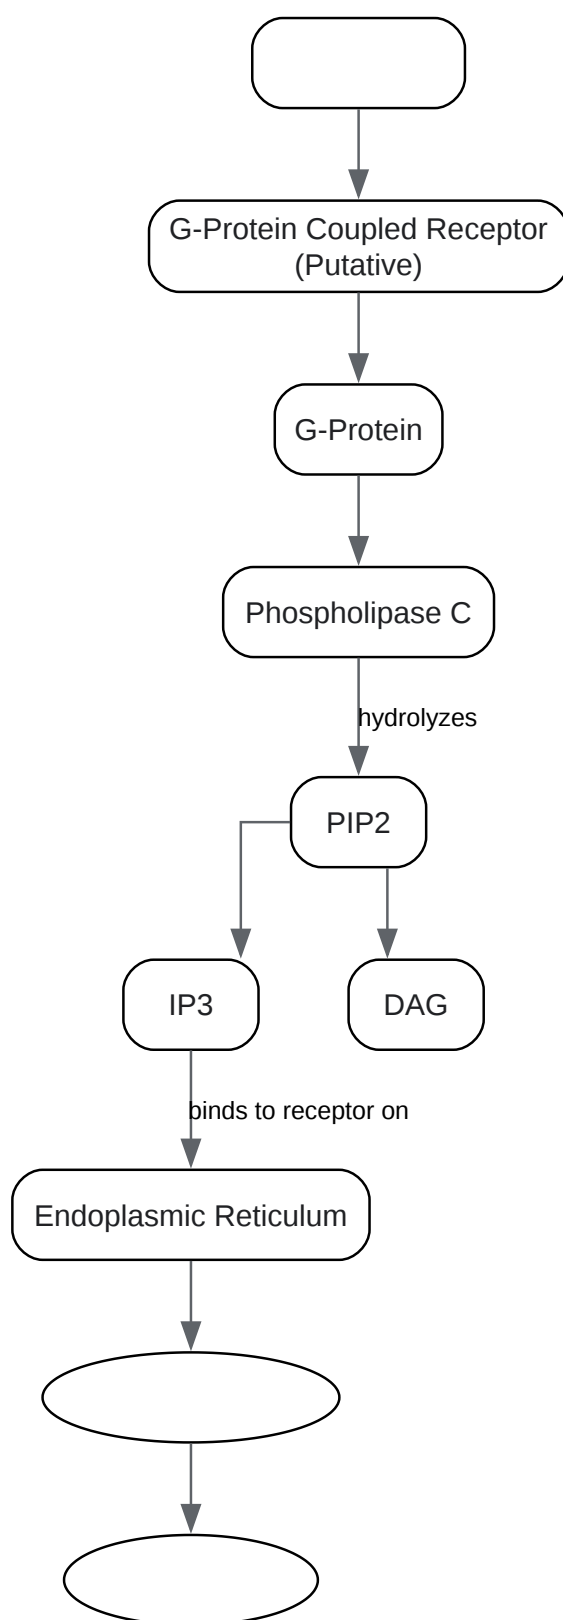 G-Protein Coupled Receptor
(Putative)
G-Protein
Phospholipase C
hydrolyzes
PIP2
IP3
DAG
binds to receptor on
Endoplasmic Reticulum